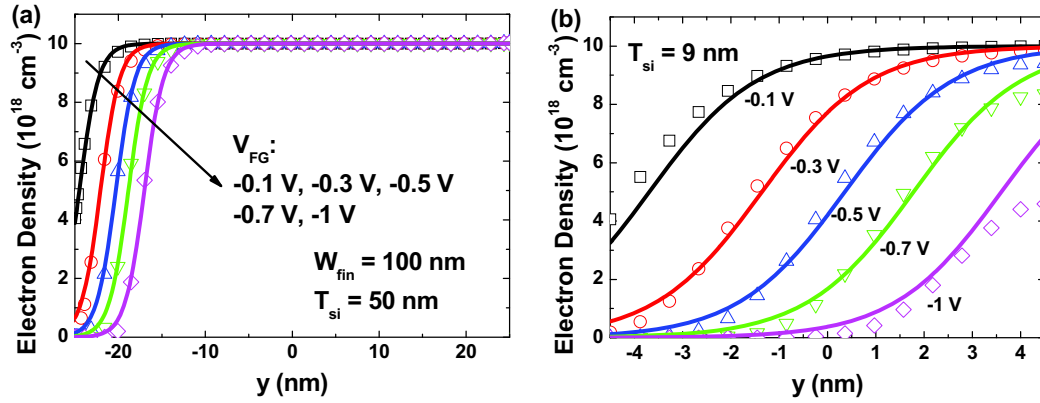 (a)
10
8
6
4
2
0
Electron Density (10^18 cm^-3)
V_FG:
-0.1 V, -0.3 V, -0.5 V
-0.7 V, -1 V
W_fin = 100 nm
T_si = 50 nm
-20 -10 0 10 20
y (nm)
(b)
10
8
6
4
2
0
Electron Density (10^18 cm^-3)
T_si = 9 nm
-0.1 V
-0.3 V
-0.5 V
-0.7 V
-1 V
-4 -3 -2 -1 0 1 2 3 4
y (nm)